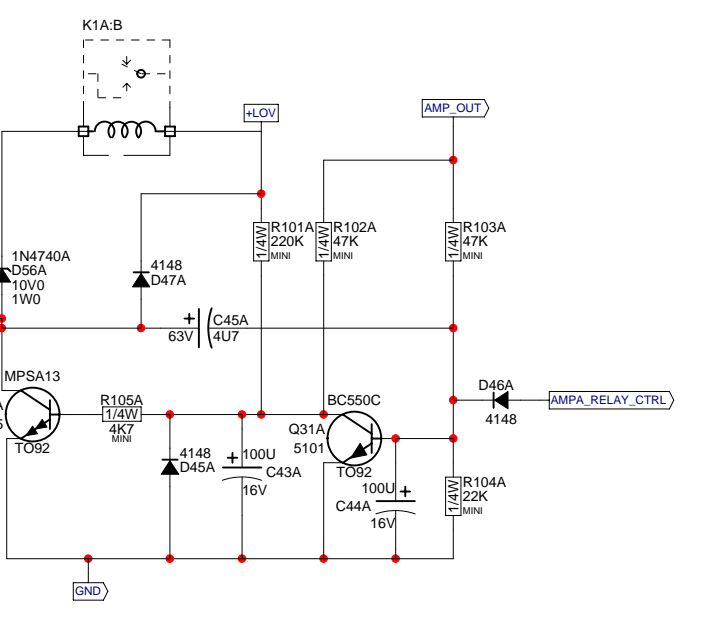 K1A:B
+LOV
AMP_OUT
R101A
220K
MINI
1/4W
R102A
47K
MINI
1/4W
R103A
47K
MINI
1/4W
1N4740A
D56A
10V0
1W0
4148
D47A
+
63V
C45A
4U7
MPSA13
TO92
R105A
1/4W
4K7
MINI
4148
D45A
+
100U
C43A
16V
BC550C
Q31A
5101
TO92
D46A
4148
AMPA_RELAY_CTRL
100U
+
C44A
16V
R104A
22K
MINI
1/4W
GND